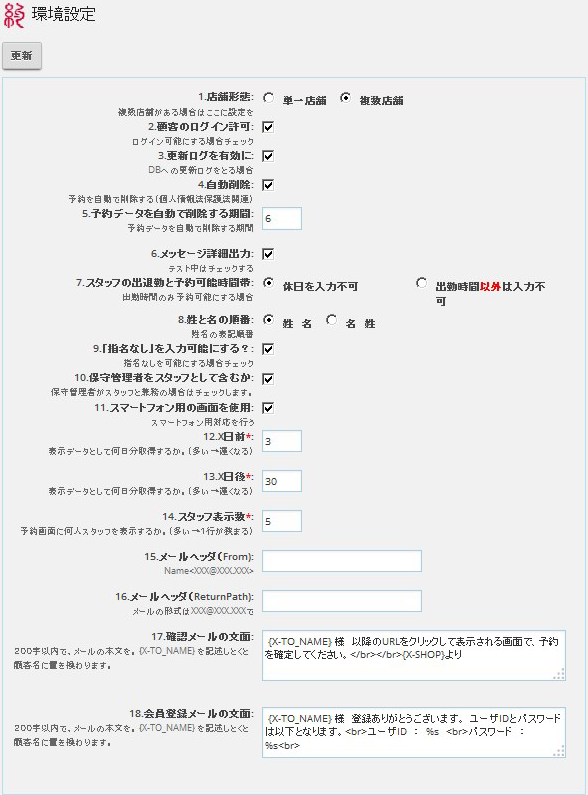 終 環境設定
更新
1.店舗形態: 単一店舗 複数店舗
複数店舗がある場合はここに設定を
2.顧客のログイン許可:
ログイン可能にする場合チェック
3.更新ログを有効に:
DBへの更新ログをとる場合
4.自動削除:
予約を自動で削除する(個人情報法保護法関連)
5.予約データを自動で削除する期間: 6
予約データを自動で削除する期間
6.メッセージ詳細出力:
テスト中はチェックする
7.スタッフの出退勤と予約可能時間帯: 休日を入力不可 出勤時間以外は入力不
出勤時間のみ予約可能にする場合 可
8.姓と名の順番: 姓 名 名 姓
姓名の表記順番
9.「指名なし」を入力可能にする？:
指名なしを可能にする場合チェック
10.保守管理者をスタッフとして含むか:
保守管理者がスタッフと兼務の場合はチェックします。
11.スマートフォン用の画面を使用:
スマートフォン用対応を行う
12.X日前*: 3
表示データとして何日分取得するか。(多い→遅くなる)
13.X日後*: 30
表示データとして何日分取得するか。(多い→遅くなる)
14.スタッフ表示数*: 5
予約画面に何人スタッフを表示するか。(多い→1行が狭まる)
15.メールヘッダ(From):
Name<XXX@XXX.XXX>
16.メールヘッダ(ReturnPath):
メールの形式はXXX@XXX.XXXで
17.確認メールの文面:
200字以内で、メールの本文を。{X-TO_NAME}を記述しとくと
顧客名に置き換わります。
{X-TO_NAME} 様 以降のURLをクリックして表示される画面で、予約
を確定してください。</br></br>{X-SHOP}より
18.会員登録メールの文面:
200字以内で、メールの本文を。{X-TO_NAME}を記述しとくと
顧客名に置き換わります。
{X-TO_NAME} 様 登録ありがとうございます。 ユーザIDとパスワード
は以下となります。<br>ユーザID ： %s <br>パスワード ：
%s<br>